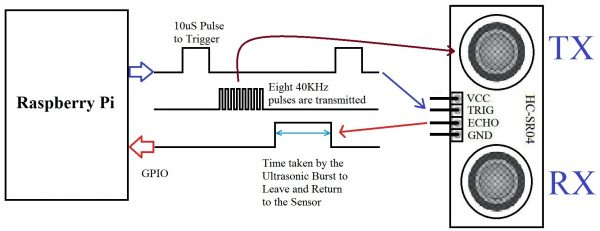 10uS Pulse
to Trigger
TX
Raspberry Pi
Eight 40KHz
pulses are transmitted
VCC
TRIG
ECHO
GND
HC-SR04
GPIO
Time taken by the
Ultrasonic Burst to
Leave and Return
to the Sensor
RX